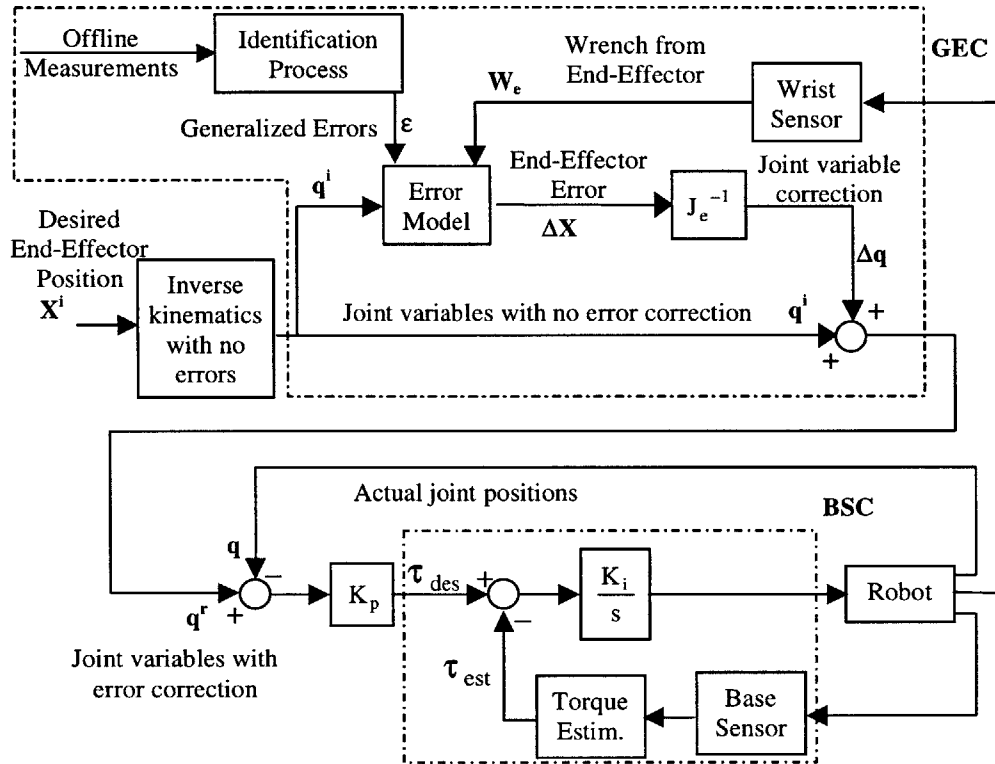 Offline
Measurements
Identification
Process
Wrench from
End-Effector
GEC
W_e
Wrist
Sensor
Generalized Errors
ε
q^i
Error
Model
End-Effector
Error
ΔX
J_e^-1
Joint variable
correction
Desired
End-Effector
Position
X^i
Inverse
kinematics
with no
errors
Δq
Joint variables with no error correction
q^i
+
+
Actual joint positions
BSC
q
−
q^r
+
K_p
τ_des
+
−
K_i
s
Robot
Joint variables with
error correction
τ_est
Torque
Estim.
Base
Sensor